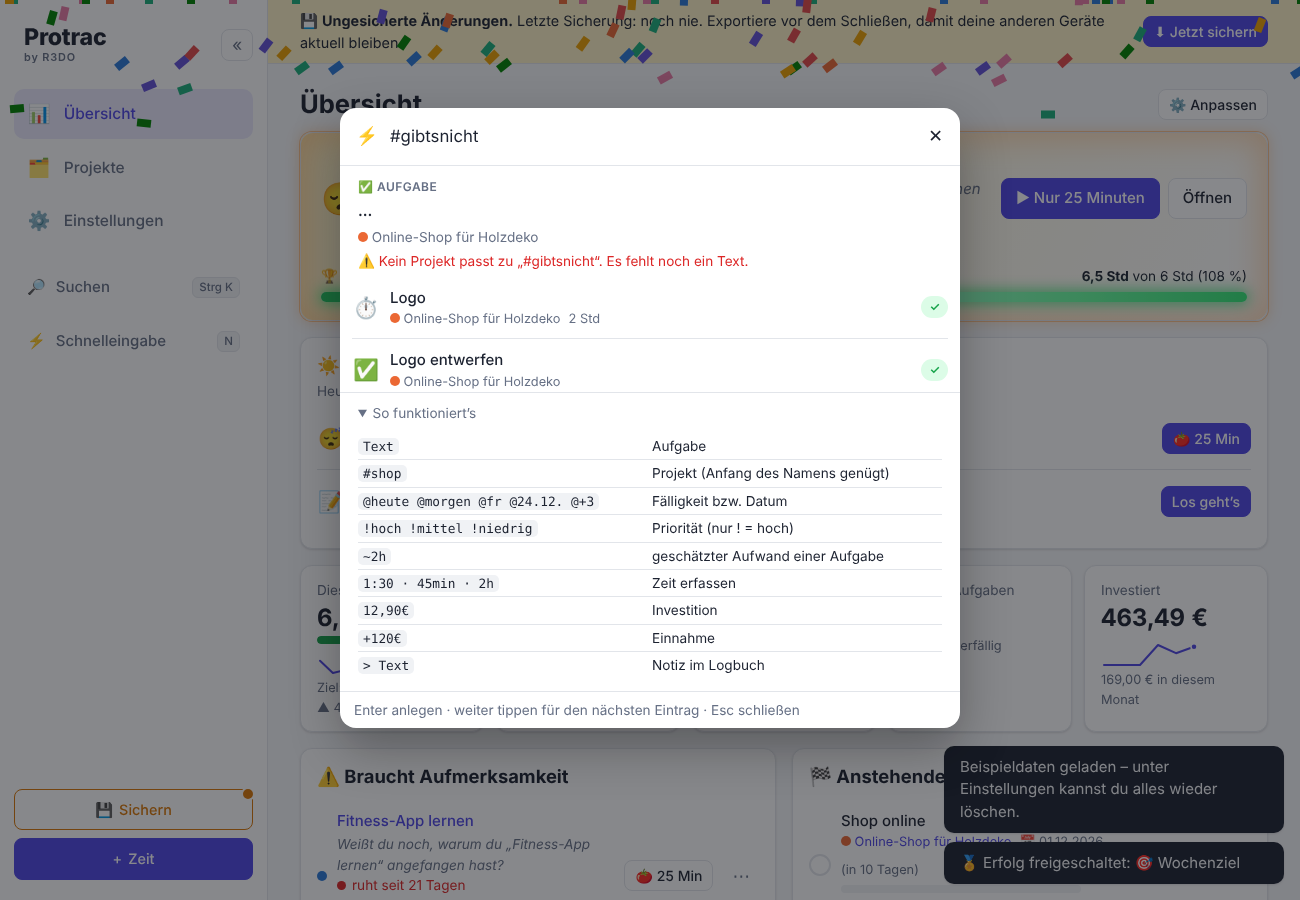 Protrac
by R3DO
«
Übersicht
Projekte
Einstellungen
Suchen Strg K
Schnelleingabe N
Sichern
+ Zeit
Ungesicherte Änderungen. Letzte Sicherung: noch nie. Exportiere vor dem Schließen, damit deine anderen Geräte
aktuell bleiben.
Jetzt sichern
Übersicht
Anpassen
Nur 25 Minuten
Öffnen
6,5 Std von 6 Std (108 %)
25 Min
Los geht's
#gibtsnicht
AUFGABE
...
Online-Shop für Holzdeko
Kein Projekt passt zu „#gibtsnicht“. Es fehlt noch ein Text.
Logo
Online-Shop für Holzdeko 2 Std
Logo entwerfen
Online-Shop für Holzdeko
So funktioniert's
Text Aufgabe
#shop Projekt (Anfang des Namens genügt)
@heute @morgen @fr @24.12. @+3 Fälligkeit bzw. Datum
!hoch !mittel !niedrig Priorität (nur ! = hoch)
~2h geschätzter Aufwand einer Aufgabe
1:30 · 45min · 2h Zeit erfassen
12,90€ Investition
+120€ Einnahme
> Text Notiz im Logbuch
Enter anlegen · weiter tippen für den nächsten Eintrag · Esc schließen
Investiert
463,49 €
169,00 € in diesem
Monat
Braucht Aufmerksamkeit
Fitness-App lernen
Weißt du noch, warum du „Fitness-App
lernen“ angefangen hast?
ruht seit 21 Tagen
25 Min
Anstehende
Shop online
Online-Shop für Holzdeko 01.12.2026
(in 10 Tagen)
Beispieldaten geladen – unter
Einstellungen kannst du alles wieder
löschen.
Erfolg freigeschaltet: Wochenziel